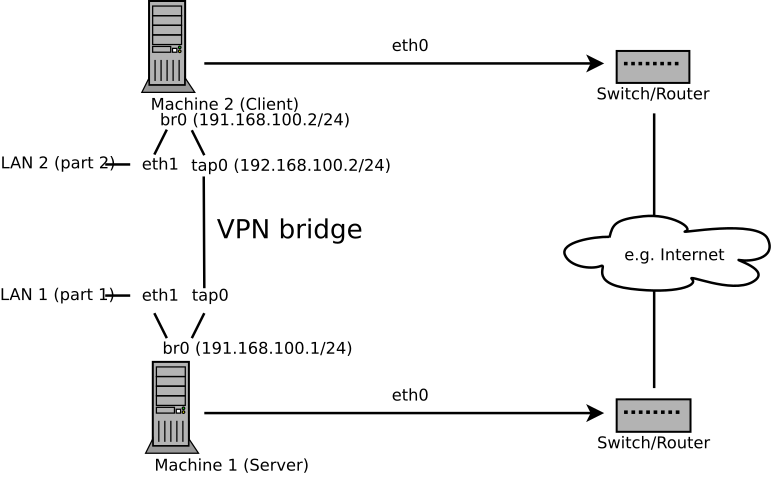 eth0
Switch/Router
Machine 2 (Client)
br0 (191.168.100.2/24)
LAN 2 (part 2)
eth1
tap0 (192.168.100.2/24)
VPN bridge
e.g. Internet
LAN 1 (part 1)
eth1
tap0
br0 (191.168.100.1/24)
eth0
Switch/Router
Machine 1 (Server)